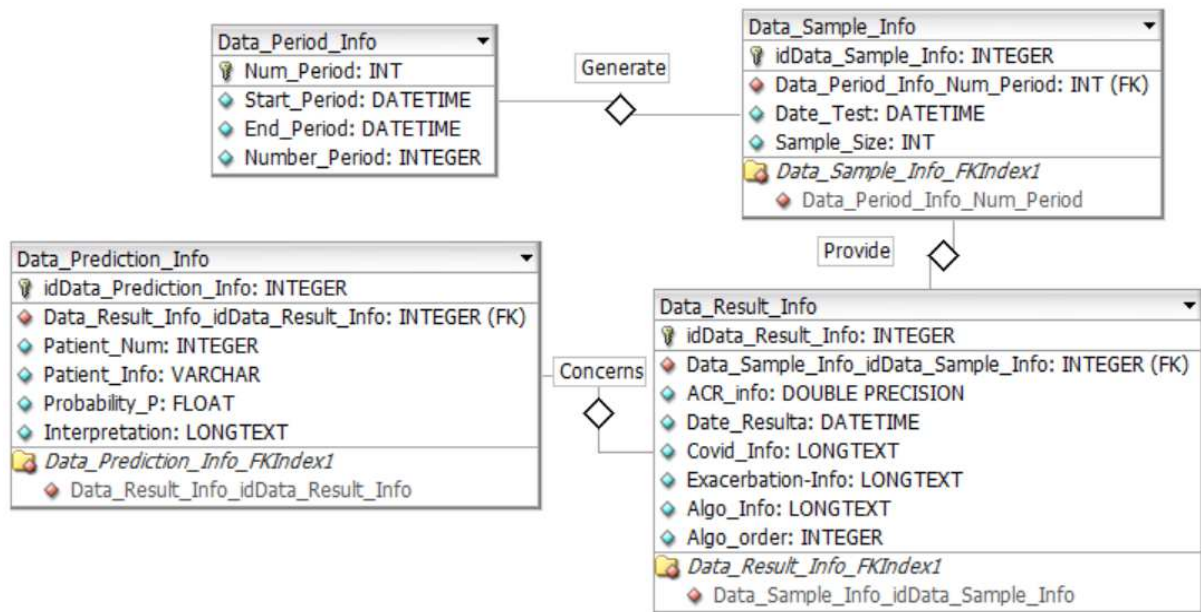 Data_Period_Info
Num_Period: INT
Start_Period: DATETIME
End_Period: DATETIME
Number_Period: INTEGER
Generate
Data_Sample_Info
idData_Sample_Info: INTEGER
Data_Period_Info_Num_Period: INT (FK)
Date_Test: DATETIME
Sample_Size: INT
Data_Sample_Info_FKIndex1
Data_Period_Info_Num_Period
Provide
Data_Prediction_Info
idData_Prediction_Info: INTEGER
Data_Result_Info_idData_Result_Info: INTEGER (FK)
Patient_Num: INTEGER
Patient_Info: VARCHAR
Probability_P: FLOAT
Interpretation: LONGTEXT
Data_Prediction_Info_FKIndex1
Data_Result_Info_idData_Result_Info
Concerns
Data_Result_Info
idData_Result_Info: INTEGER
Data_Sample_Info_idData_Sample_Info: INTEGER (FK)
ACR_info: DOUBLE PRECISION
Date_Resulta: DATETIME
Covid_Info: LONGTEXT
Exacerbation-Info: LONGTEXT
Algo_Info: LONGTEXT
Algo_order: INTEGER
Data_Result_Info_FKIndex1
Data_Sample_Info_idData_Sample_Info